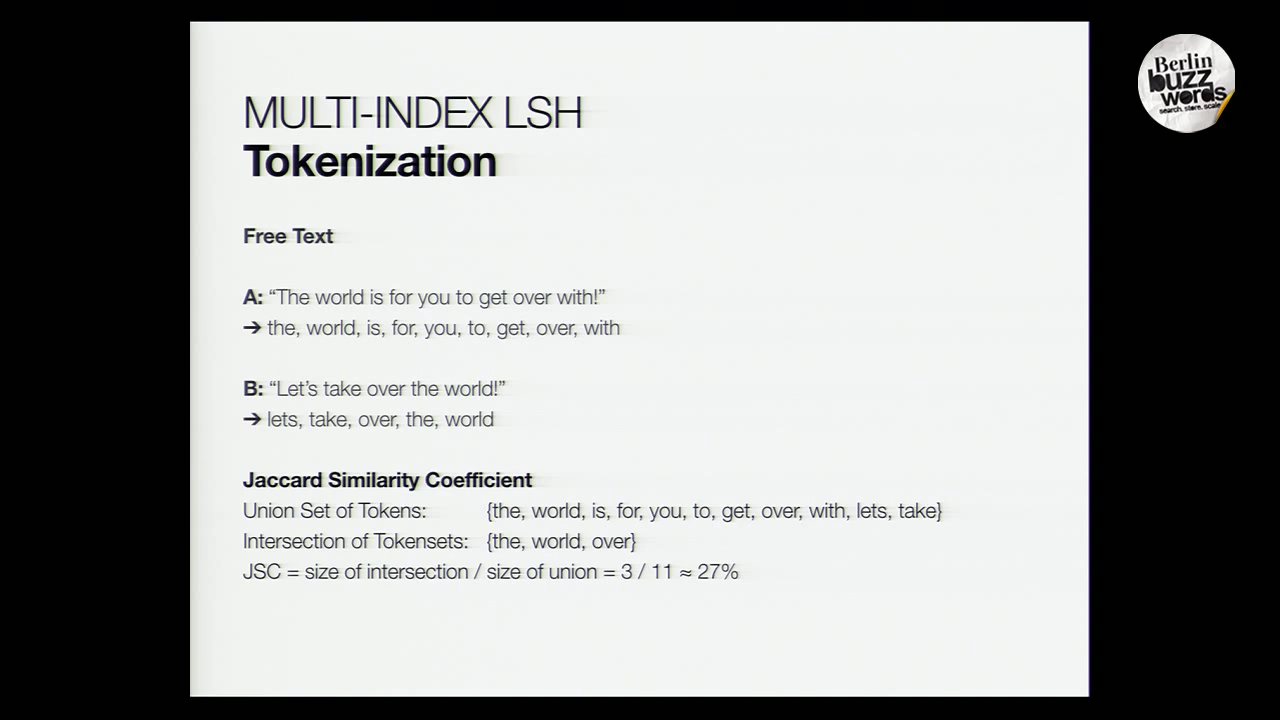 MULTI-INDEX LSH
Tokenization
Free Text
A: “The world is for you to get over with!”
➔ the, world, is, for, you, to, get, over, with
B: “Let’s take over the world!”
➔ lets, take, over, the, world
Jaccard Similarity Coefficient
Union Set of Tokens: {the, world, is, for, you, to, get, over, with, lets, take}
Intersection of Tokensets: {the, world, over}
JSC = size of intersection / size of union = 3 / 11 ≈ 27%
Berlin
buzz
words
search. store. scale